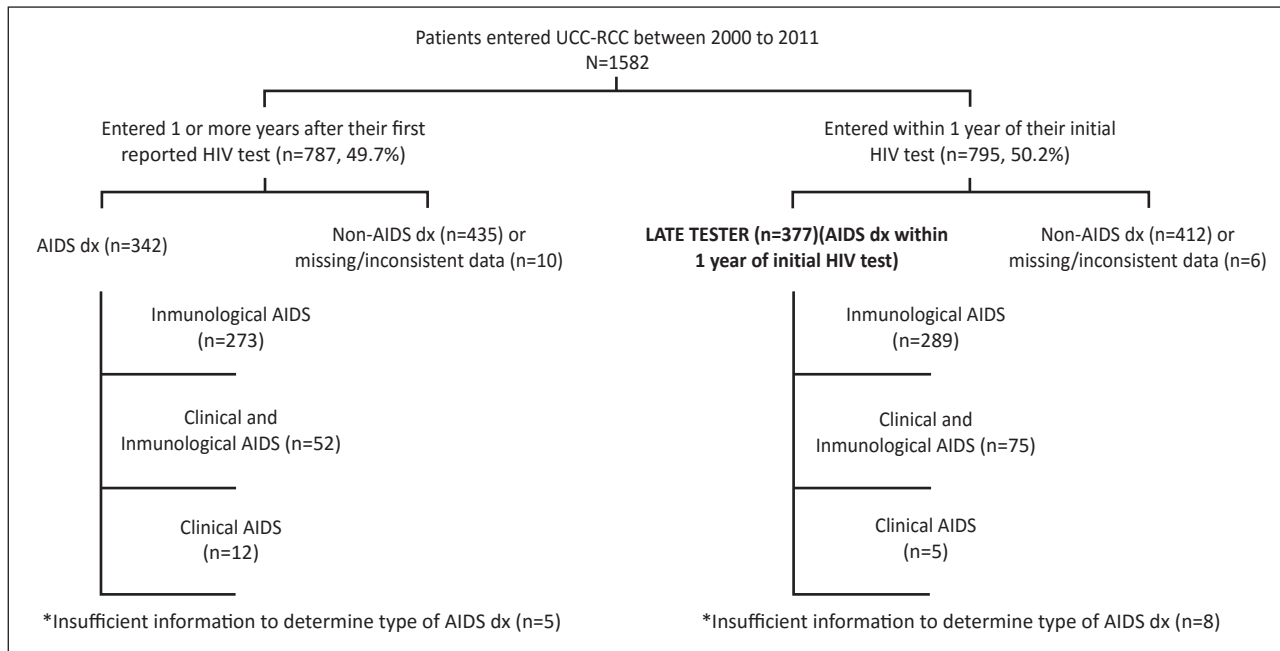 Patients entered UCC-RCC between 2000 to 2011
N=1582
Entered 1 or more years after their first
reported HIV test (n=787, 49.7%)
Entered within 1 year of their initial
HIV test (n=795, 50.2%)
AIDS dx (n=342)
Non-AIDS dx (n=435) or
missing/inconsistent data (n=10)
LATE TESTER (n=377)(AIDS dx within
1 year of initial HIV test)
Non-AIDS dx (n=412) or
missing/inconsistent data (n=6)
Inmunological AIDS
(n=273)
Clinical and
Inmunological AIDS (n=52)
Clinical AIDS
(n=12)
*Insufficient information to determine type of AIDS dx (n=5)
Inmunological AIDS
(n=289)
Clinical and
Inmunological AIDS (n=75)
Clinical AIDS
(n=5)
*Insufficient information to determine type of AIDS dx (n=8)